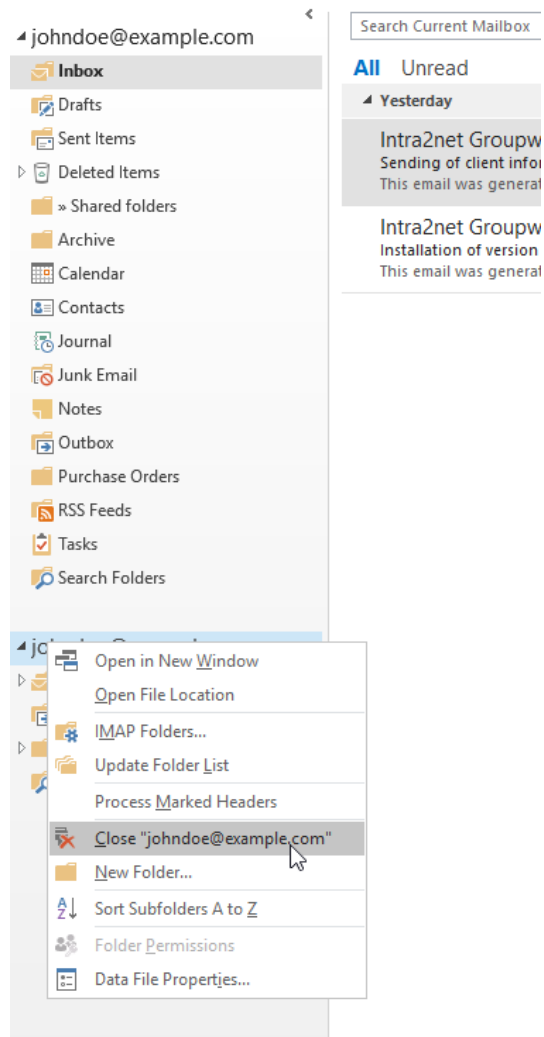 johndoe@example.com
Inbox
Drafts
Sent Items
Deleted Items
» Shared folders
Archive
Calendar
Contacts
Journal
Junk Email
Notes
Outbox
Purchase Orders
RSS Feeds
Tasks
Search Folders
Open in New Window
Open File Location
IMAP Folders...
Update Folder List
Process Marked Headers
Close "johndoe@example.com"
New Folder...
Sort Subfolders A to Z
Folder Permissions
Data File Properties...
Search Current Mailbox
All Unread
Yesterday
Intra2net Groupw
Sending of client infor
This email was generat
Intra2net Groupw
Installation of version
This email was generat